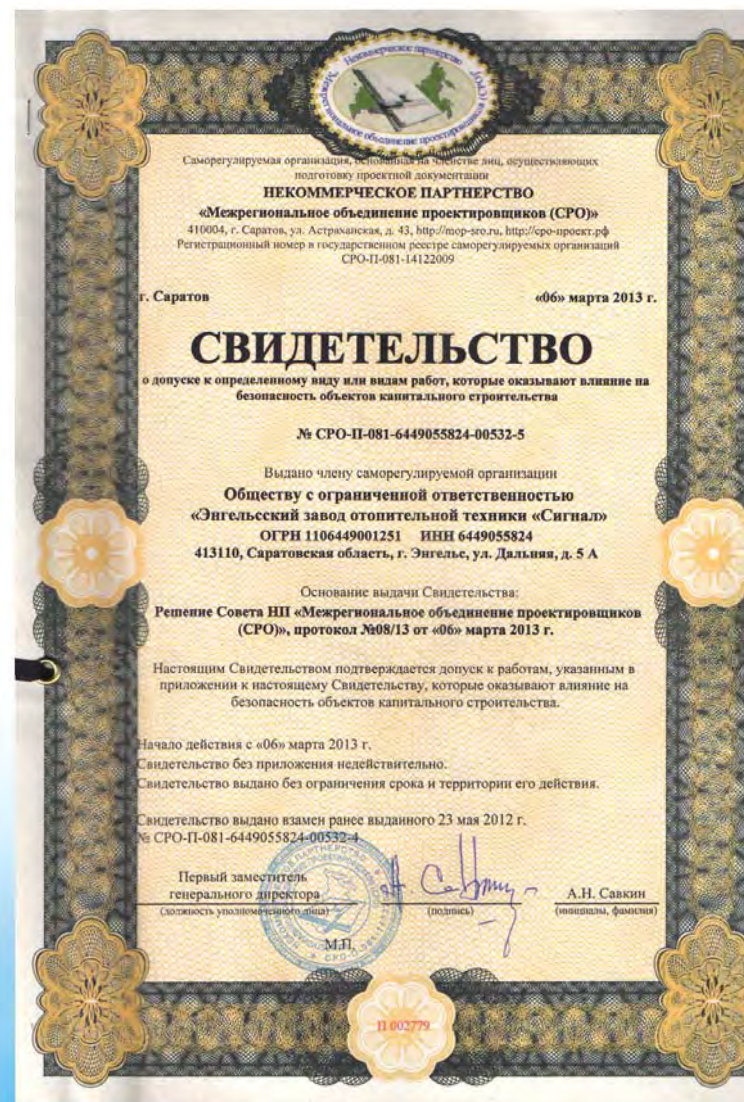 Некоммерческое партнерство
Межрегиональное объединение проектировщиков (СРО)
Саморегулируемая организация, основанная на членстве лиц, осуществляющих
подготовку проектной документации
НЕКОММЕРЧЕСКОЕ ПАРТНЕРСТВО
«Межрегиональное объединение проектировщиков (СРО)»
410004, г. Саратов, ул. Астраханская, д. 43, http://mop-sro.ru, http://сро-проект.рф
Регистрационный номер в государственном реестре саморегулируемых организаций
СРО-П-081-14122009
г. Саратов «06» марта 2013 г.
СВИДЕТЕЛЬСТВО
о допуске к определенному виду или видам работ, которые оказывают влияние на
безопасность объектов капитального строительства
№ СРО-П-081-6449055824-00532-5
Выдано члену саморегулируемой организации
Обществу с ограниченной ответственностью
«Энгельсский завод отопительной техники «Сигнал»
ОГРН 1106449001251 ИНН 6449055824
413110, Саратовская область, г. Энгельс, ул. Дальняя, д. 5 А
Основание выдачи Свидетельства:
Решение Совета НП «Межрегиональное объединение проектировщиков
(СРО)», протокол №08/13 от «06» марта 2013 г.
Настоящим Свидетельством подтверждается допуск к работам, указанным в
приложении к настоящему Свидетельству, которые оказывают влияние на
безопасность объектов капитального строительства.
Начало действия с «06» марта 2013 г.
Свидетельство без приложения недействительно.
Свидетельство выдано без ограничения срока и территории его действия.
Свидетельство выдано взамен ранее выданного 23 мая 2012 г.
№ СРО-П-081-6449055824-00532-4
Первый заместитель
генерального директора А.Н. Савкин
(должность уполномоченного лица) (подпись) (инициалы, фамилия)
М.П.
П 002779